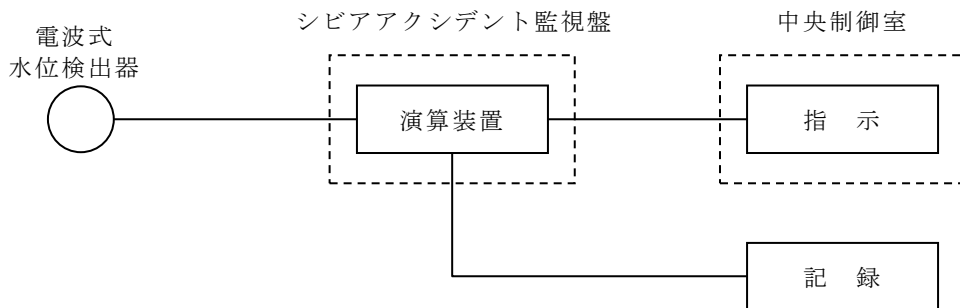 シビアアクシデント監視盤
中央制御室
電波式
水位検出器
演算装置
指 示
記 録